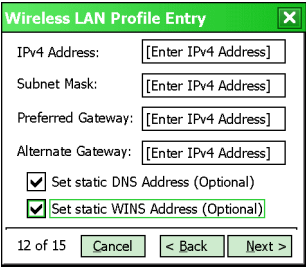 Wireless LAN Profile Entry
IPv4 Address: [Enter IPv4 Address]
Subnet Mask: [Enter IPv4 Address]
Preferred Gateway: [Enter IPv4 Address]
Alternate Gateway: [Enter IPv4 Address]
Set static DNS Address (Optional)
Set static WINS Address (Optional)
12 of 15 Cancel < Back Next >